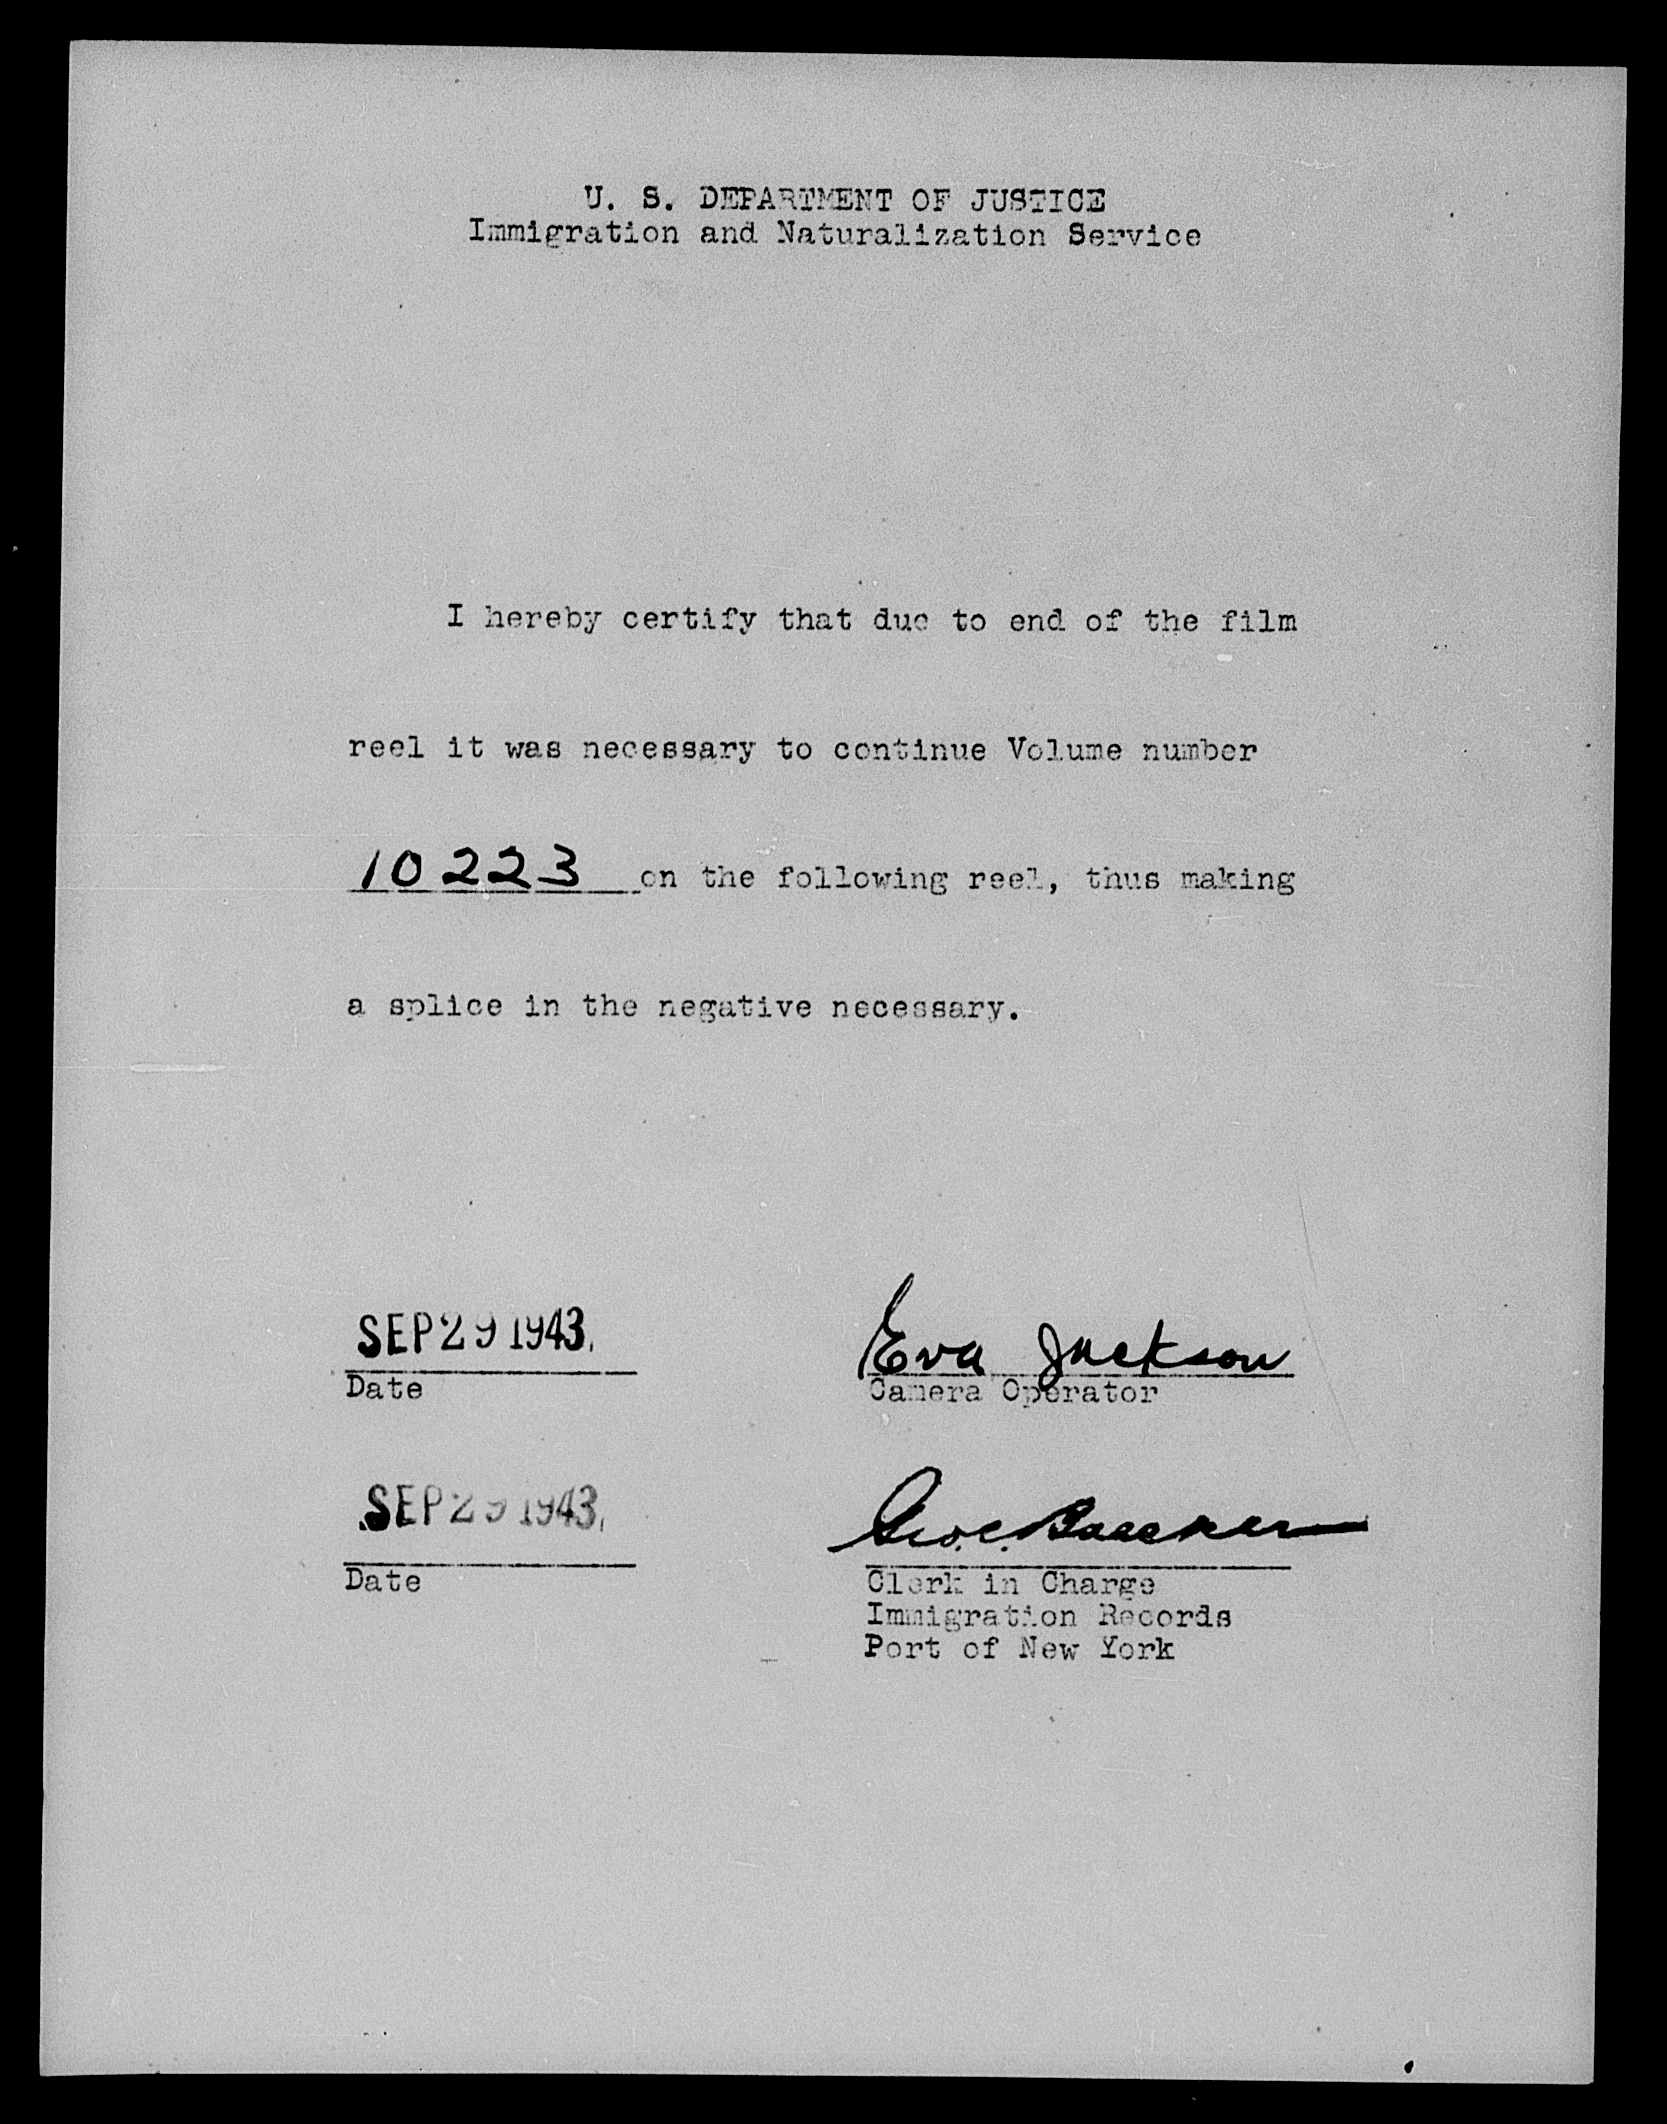 U. S. DEPARTMENT OF JUSTICE
Immigration and Naturalization Service
I hereby certify that due to end of the film
reel it was necessary to continue Volume number
10223 on the following reel, thus making
a splice in the negative necessary.
SEP 29 1943
Eva Jackson
Date
Camera Operator
SEP 29 1943
Geo. C.
Date
Clerk in Charge
Immigration Records
Port of New York